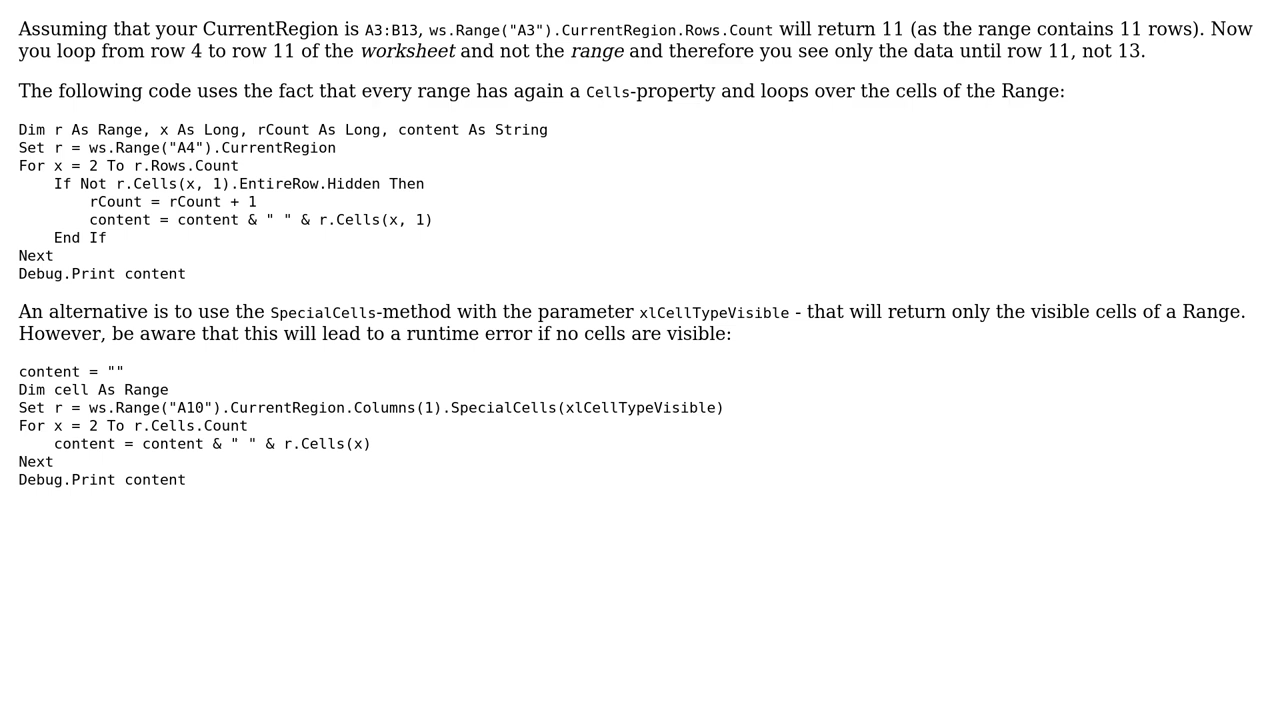 Assuming that your CurrentRegion is A3:B13, ws.Range("A3").CurrentRegion.Rows.Count will return 11 (as the range contains 11 rows). Now
you loop from row 4 to row 11 of the worksheet and not the range and therefore you see only the data until row 11, not 13.
The following code uses the fact that every range has again a Cells-property and loops over the cells of the Range:
Dim r As Range, x As Long, rCount As Long, content As String
Set r = ws.Range("A4").CurrentRegion
For x = 2 To r.Rows.Count
    If Not r.Cells(x, 1).EntireRow.Hidden Then
        rCount = rCount + 1
        content = content & " " & r.Cells(x, 1)
    End If
Next
Debug.Print content
An alternative is to use the SpecialCells-method with the parameter xlCellTypeVisible - that will return only the visible cells of a Range.
However, be aware that this will lead to a runtime error if no cells are visible:
content = ""
Dim cell As Range
Set r = ws.Range("A10").CurrentRegion.Columns(1).SpecialCells(xlCellTypeVisible)
For x = 2 To r.Cells.Count
    content = content & " " & r.Cells(x)
Next
Debug.Print content